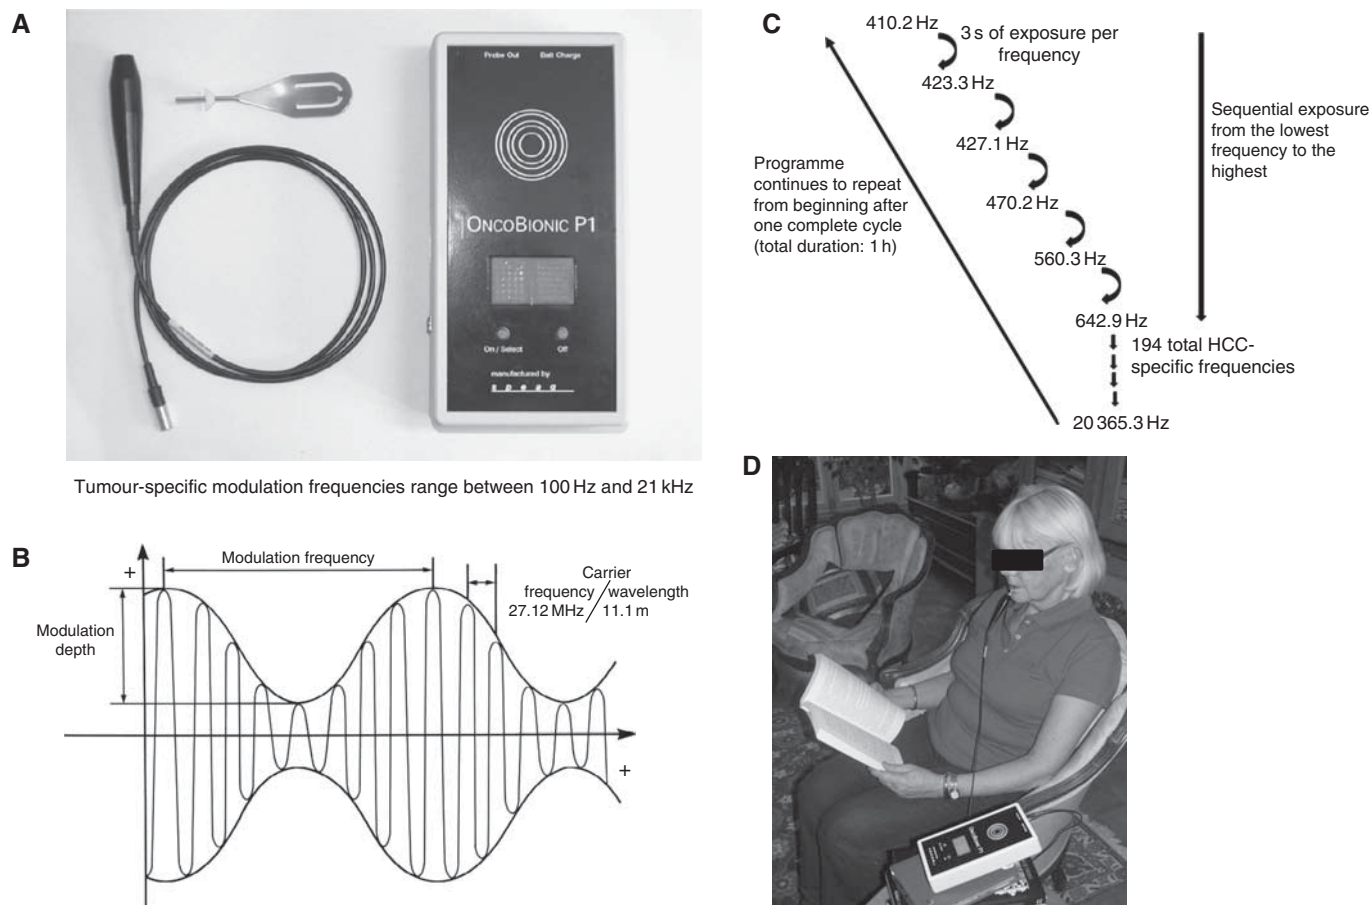 A
Probe Out Batt Charge
ONCOBIONIC P1
On / Select Off
manufactured by
s p e a g
Tumour-specific modulation frequencies range between 100 Hz and 21 kHz
B
+
Modulation frequency
Carrier
frequency / wavelength
27.12 MHz / 11.1 m
Modulation
depth
+
C
410.2 Hz
3 s of exposure per
frequency
423.3 Hz
427.1 Hz
470.2 Hz
560.3 Hz
642.9 Hz
194 total HCC-
specific frequencies
20 365.3 Hz
Programme
continues to repeat
from beginning after
one complete cycle
(total duration: 1 h)
Sequential exposure
from the lowest
frequency to the
highest
D
ONCOBIONIC P1